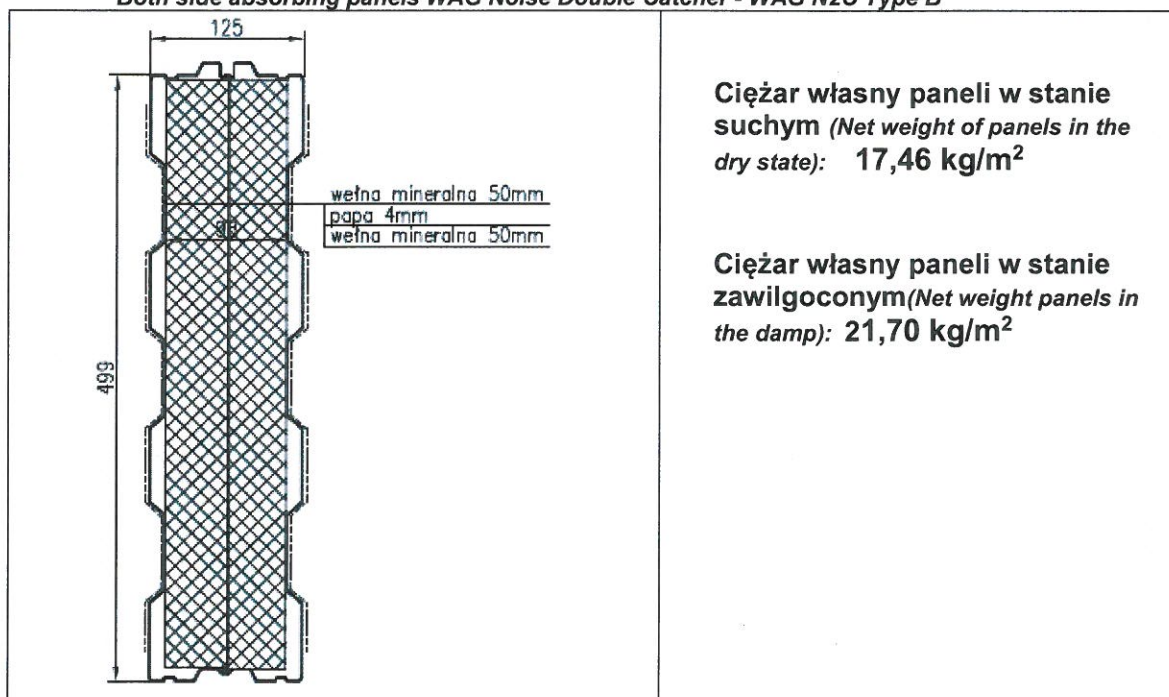 Both side absorbing panels WAG Noise Double Catcher - WAG N2C Type B
125
499
wełna mineralna 50mm
papa 4mm
wełna mineralna 50mm
Ciężar własny paneli w stanie
suchym (Net weight of panels in the
dry state): 17,46 kg/m²
Ciężar własny paneli w stanie
zawilgoconym(Net weight panels in
the damp): 21,70 kg/m²